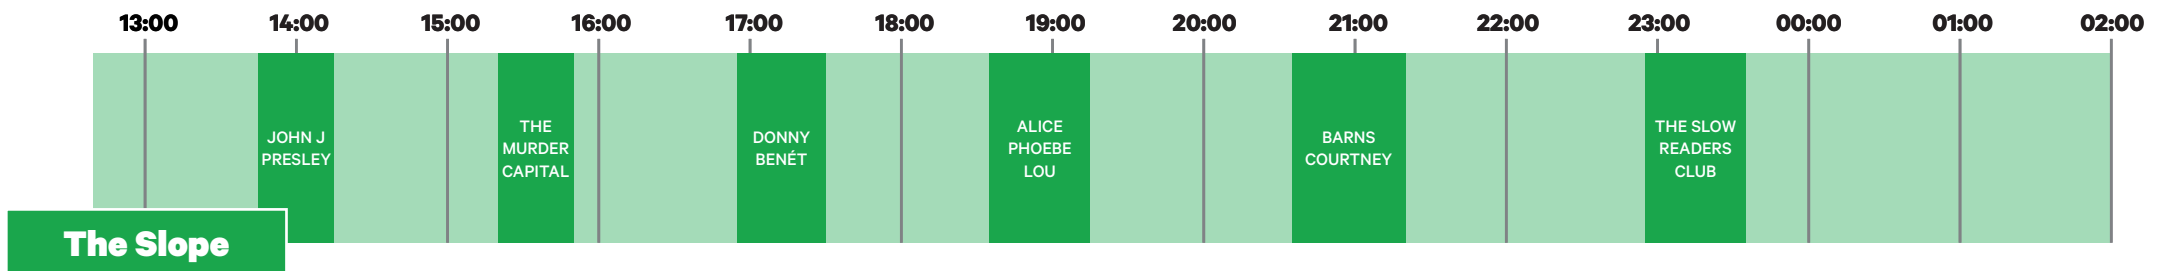 13:00 14:00 15:00 16:00 17:00 18:00 19:00 20:00 21:00 22:00 23:00 00:00 01:00 02:00
JOHN J
PRESLEY
THE
MURDER
CAPITAL
DONNY
BENÉT
ALICE
PHOEBE
LOU
BARNS
COURTNEY
THE SLOW
READERS
CLUB
The Slope